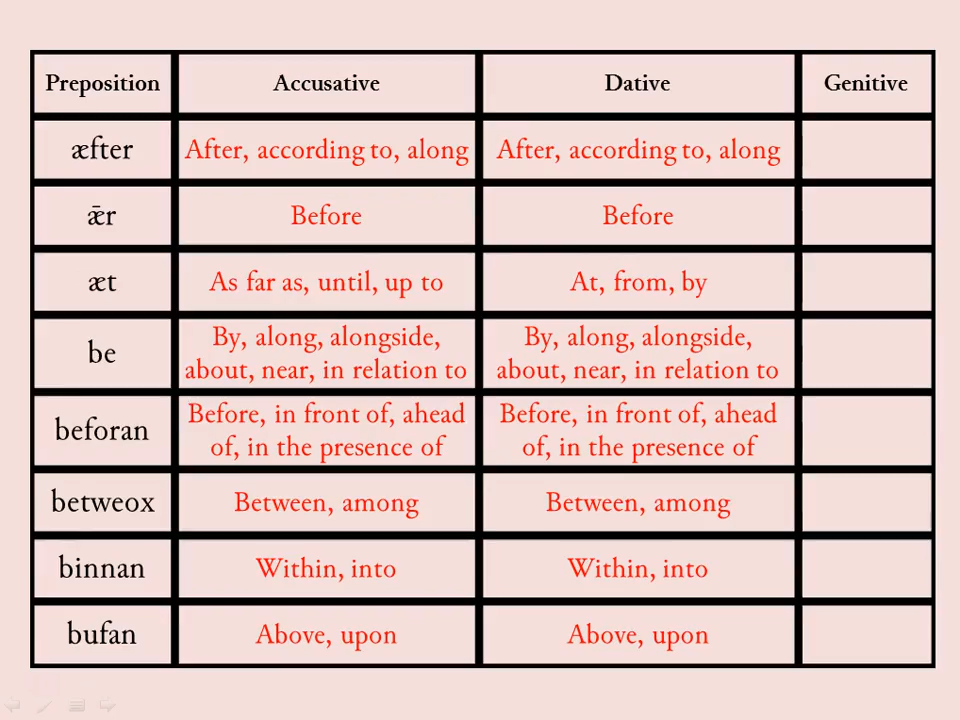 Preposition Accusative Dative Genitive
æfter After, according to, along After, according to, along
ǣr Before Before
æt As far as, until, up to At, from, by
be By, along, alongside, about, near, in relation to By, along, alongside, about, near, in relation to
beforan Before, in front of, ahead of, in the presence of Before, in front of, ahead of, in the presence of
betweox Between, among Between, among
binnan Within, into Within, into
bufan Above, upon Above, upon